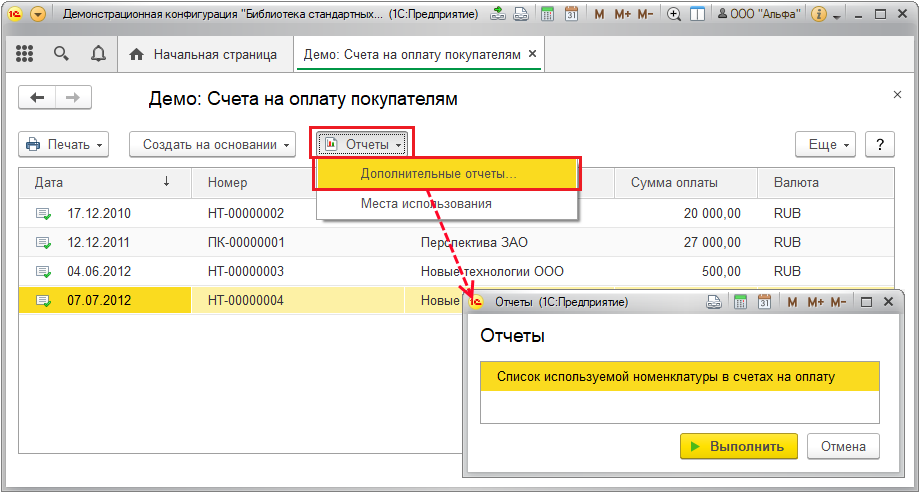 Демонстрационная конфигурация "Библиотека стандартных... (1С:Предприятие) 31 M M+ M- ООО "Альфа"
Начальная страница Демо: Счета на оплату покупателям ×
Демо: Счета на оплату покупателям
Печать Создать на основании Отчеты Еще ?
Дополнительные отчеты...
Места использования
Дата ↓ Номер Сумма оплаты Валюта
17.12.2010 НТ-00000002 20 000,00 RUB
12.12.2011 ПК-00000001 Перспектива ЗАО 27 000,00 RUB
04.06.2012 НТ-00000003 Новые технологии ООО 500,00 RUB
07.07.2012 НТ-00000004 Новые
Отчеты (1С:Предприятие) 31 M M+ M-
Отчеты
Список используемой номенклатуры в счетах на оплату
Выполнить Отмена